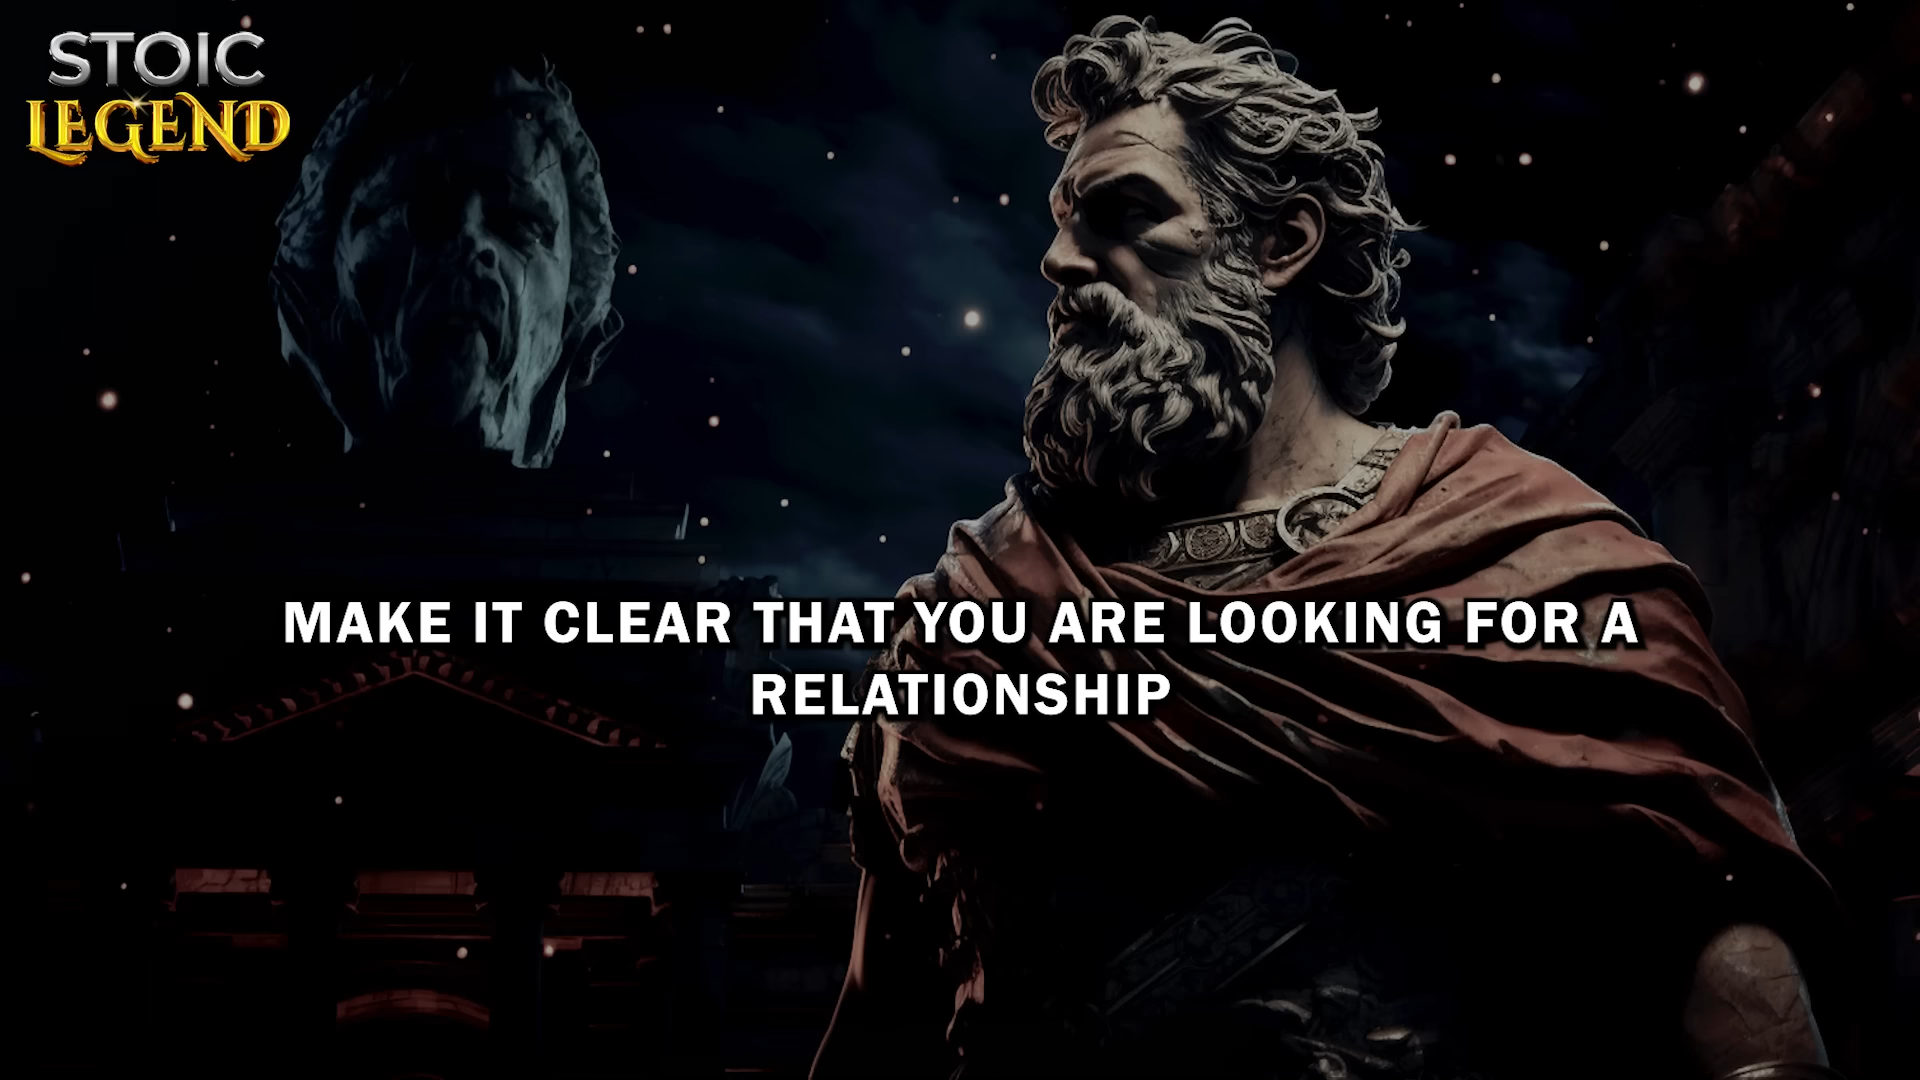 STOIC
LEGEND
MAKE IT CLEAR THAT YOU ARE LOOKING FOR A
RELATIONSHIP